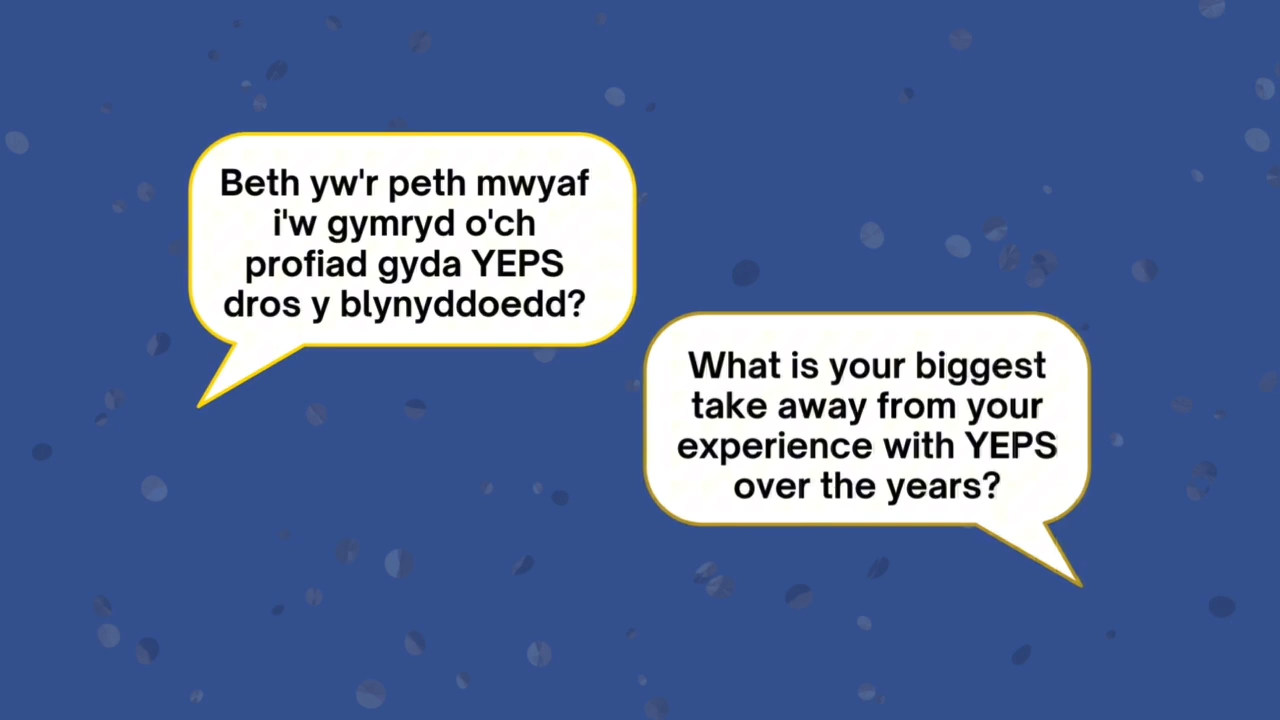 Beth yw'r peth mwyaf
i'w gymryd o'ch
profiad gyda YEPS
dros y blynyddoedd?
What is your biggest
take away from your
experience with YEPS
over the years?